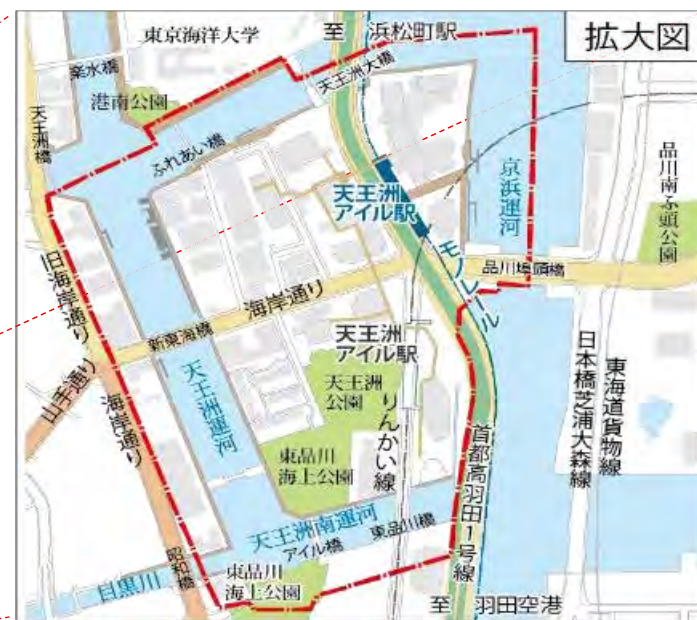 拡大図
至 浜松町駅
東京海洋大学
楽水橋
港南公園
天王洲大橋
天王洲橋
ふれあい橋
京浜運河
品川南ふ頭公園
天王洲
アイル駅
モノレール
品川埠頭橋
旧海岸通り
海岸通り
新東海橋
天王洲
アイル駅
山手通り
海岸通り
天王洲運河
天王洲
公園
りんかい線
東品川
海上公園
首都高羽田1号線
日本橋芝浦大森線
東海道貨物線
天王洲南運河
アイル橋
東品川橋
昭和橋
目黒川
東品川
海上公園
至 羽田空港